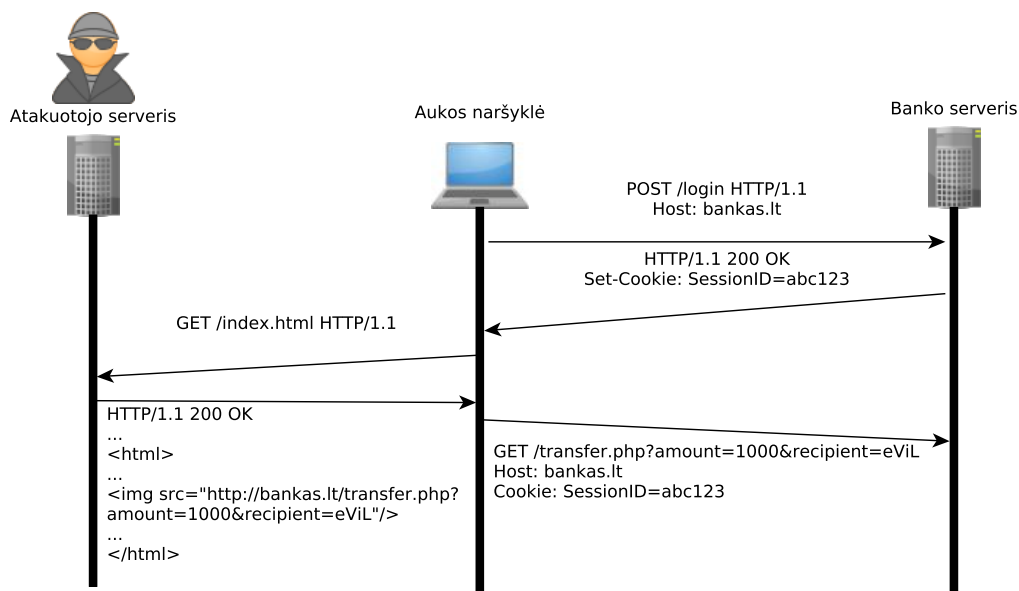 Atakuotojo serveris
Aukos naršyklė
Banko serveris
POST /login HTTP/1.1
Host: bankas.lt
HTTP/1.1 200 OK
Set-Cookie: SessionID=abc123
GET /index.html HTTP/1.1
HTTP/1.1 200 OK
...
<html>
...
<img src="http://bankas.lt/transfer.php?
amount=1000&recipient=eViL"/>
...
</html>
GET /transfer.php?amount=1000&recipient=eViL
Host: bankas.lt
Cookie: SessionID=abc123